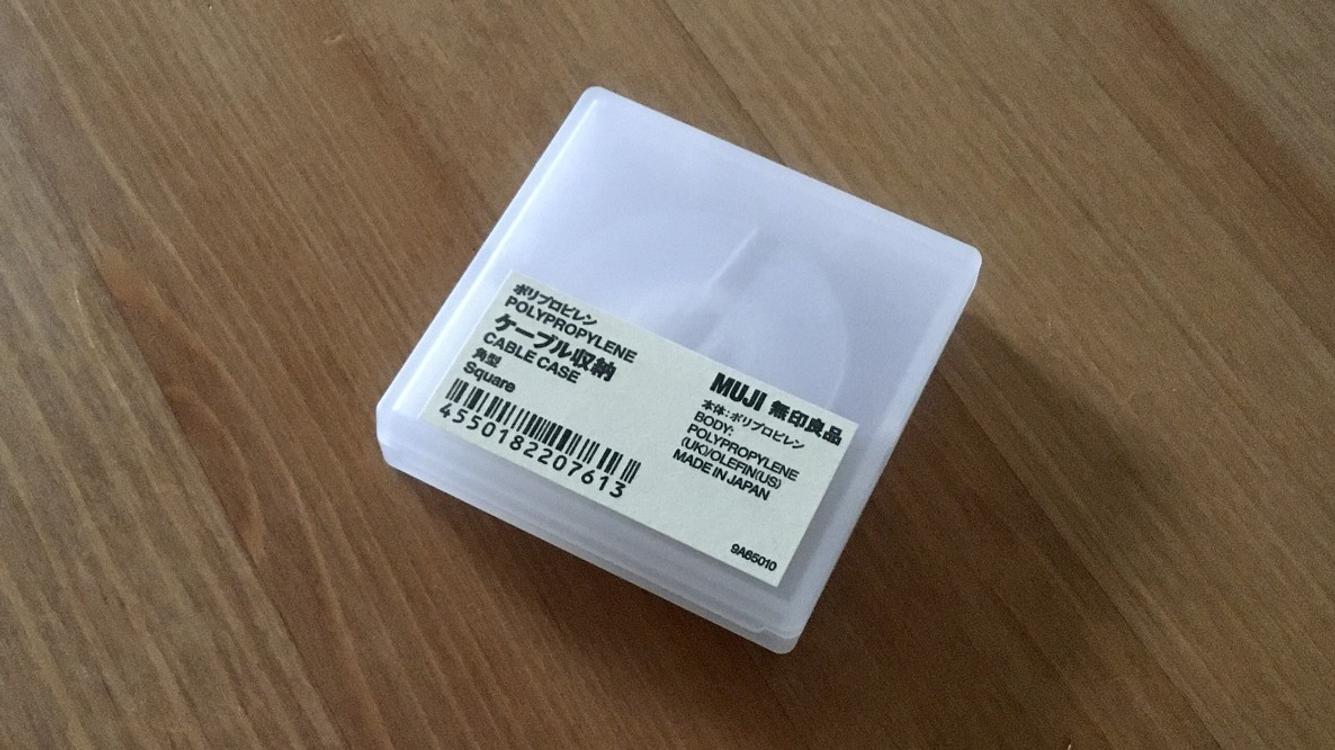 ポリプロピレン
POLYPROPYLENE
ケーブル収納
CABLE CASE
角型
Square
4550182207613
MUJI 無印良品
本体:ポリプロピレン
BODY:
POLYPROPYLENE
(UK)/OLEFIN(US)
MADE IN JAPAN
9A65010